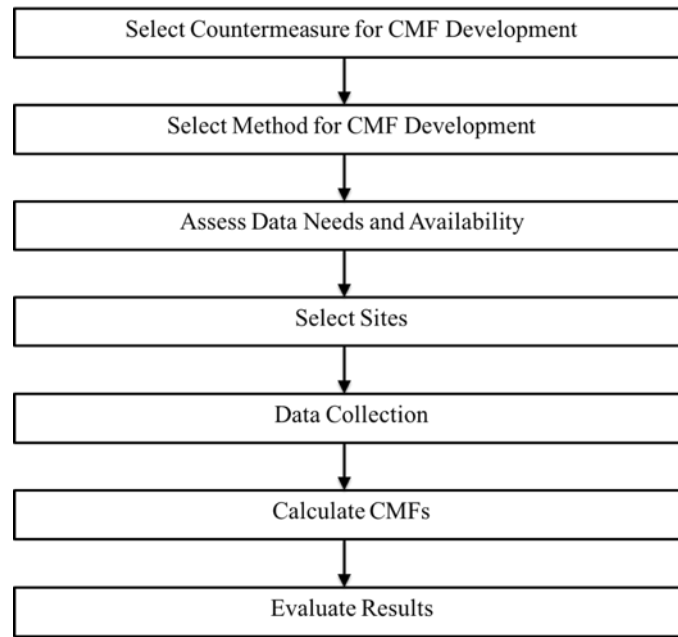 Select Countermeasure for CMF Development
Select Method for CMF Development
Assess Data Needs and Availability
Select Sites
Data Collection
Calculate CMFs
Evaluate Results